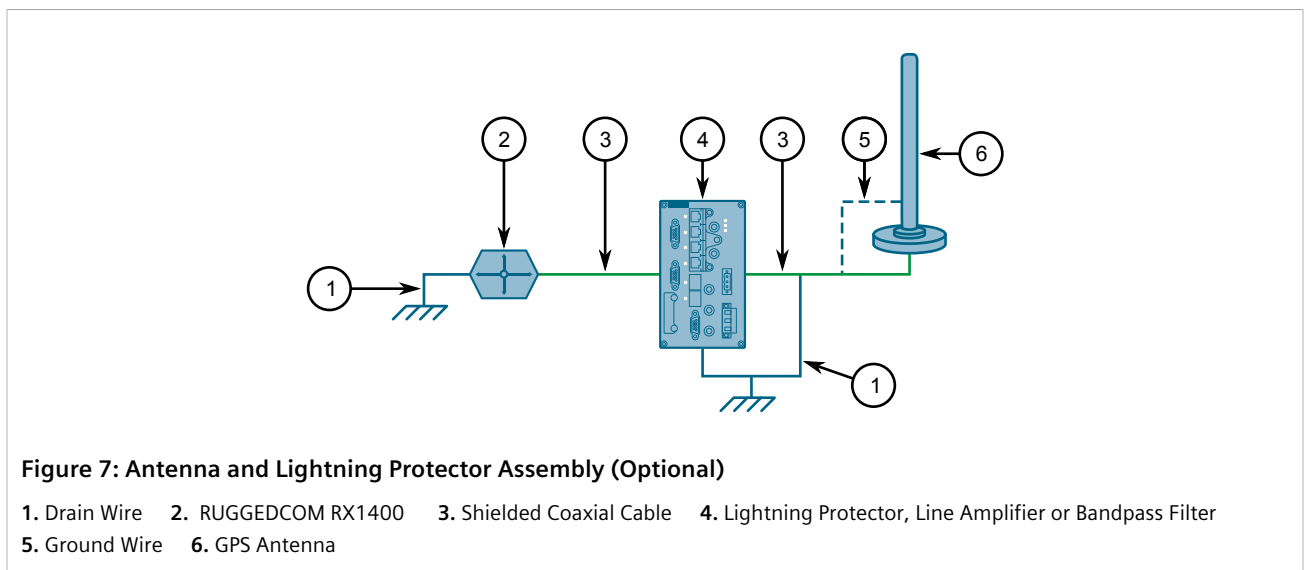 2
3
4
3
5
6
1
1
Figure 7: Antenna and Lightning Protector Assembly (Optional)
1. Drain Wire 2. RUGGEDCOM RX1400 3. Shielded Coaxial Cable 4. Lightning Protector, Line Amplifier or Bandpass Filter
5. Ground Wire 6. GPS Antenna